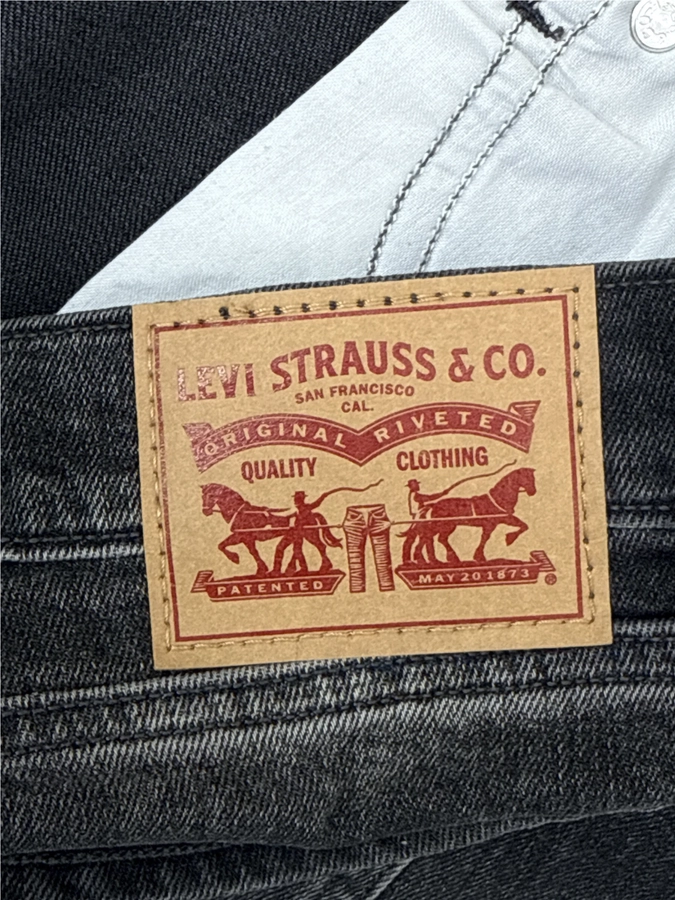 LEVI STRAUSS & CO.
SAN FRANCISCO
CAL.
ORIGINAL RIVETED
QUALITY CLOTHING
PATENTED MAY 20 1873 ®